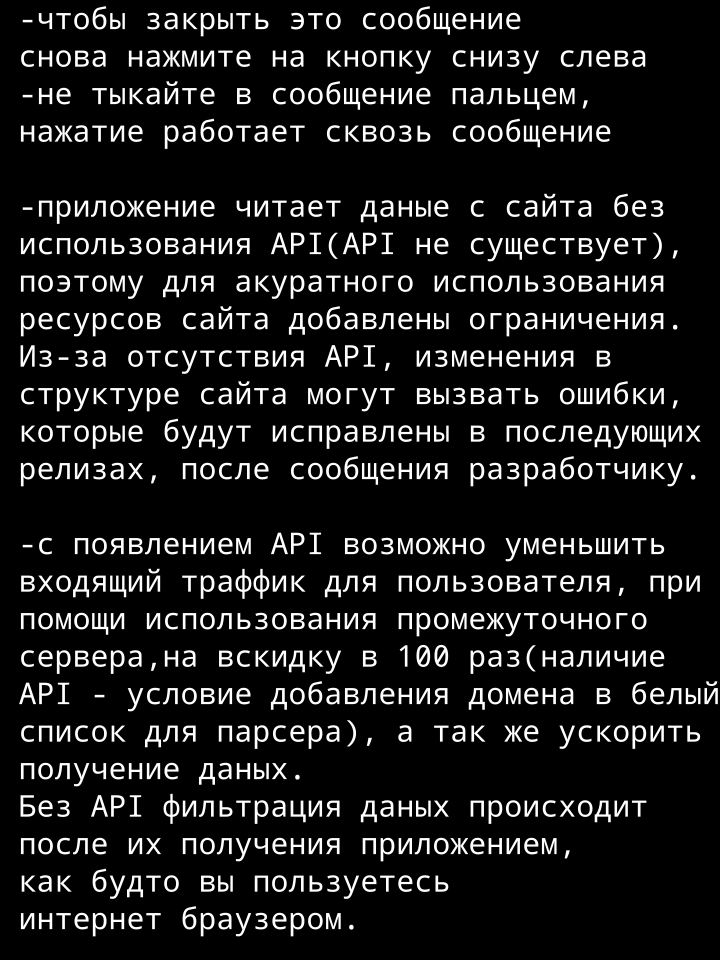 -чтобы закрыть это сообщение
снова нажмите на кнопку снизу слева
-не тыкайте в сообщение пальцем,
нажатие работает сквозь сообщение
-приложение читает даные с сайта без
использования API(API не существует),
поэтому для акуратного использования
ресурсов сайта добавлены ограничения.
Из-за отсутствия API, изменения в
структуре сайта могут вызвать ошибки,
которые будут исправлены в последующих
релизах, после сообщения разработчику.
-с появлением API возможно уменьшить
входящий траффик для пользователя, при
помощи использования промежуточного
сервера,на вскидку в 100 раз(наличие
API - условие добавления домена в белый
список для парсера), а так же ускорить
получение даных.
Без API фильтрация даных происходит
после их получения приложением,
как будто вы пользуетесь
интернет браузером.